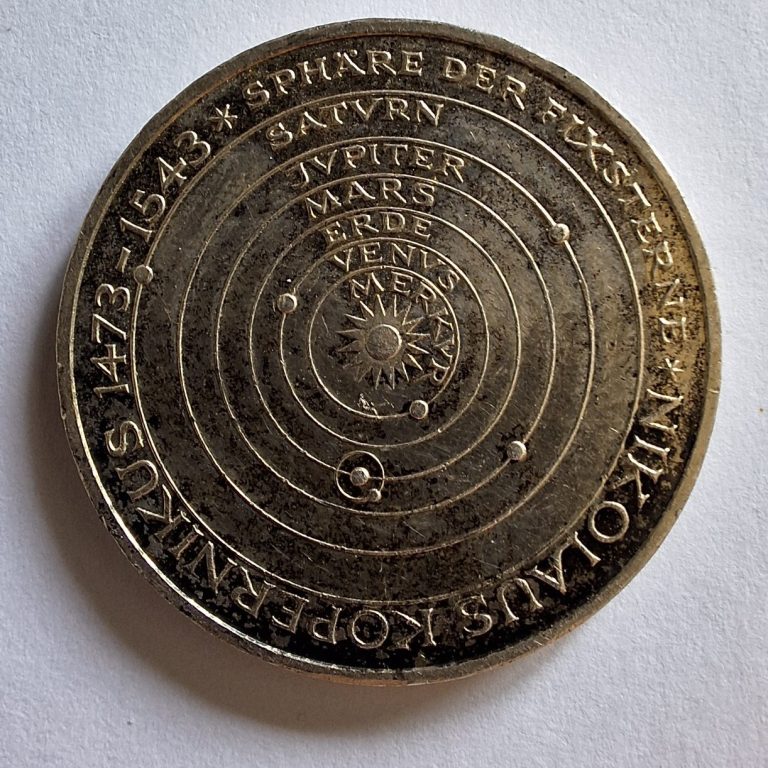 * SPHÄRE DER FIXSTERNE * NIKOLAUS KOPERNIKUS 1473-1543
SATVRN
JVPITER
MARS
ERDE
VENVS
MERKVR